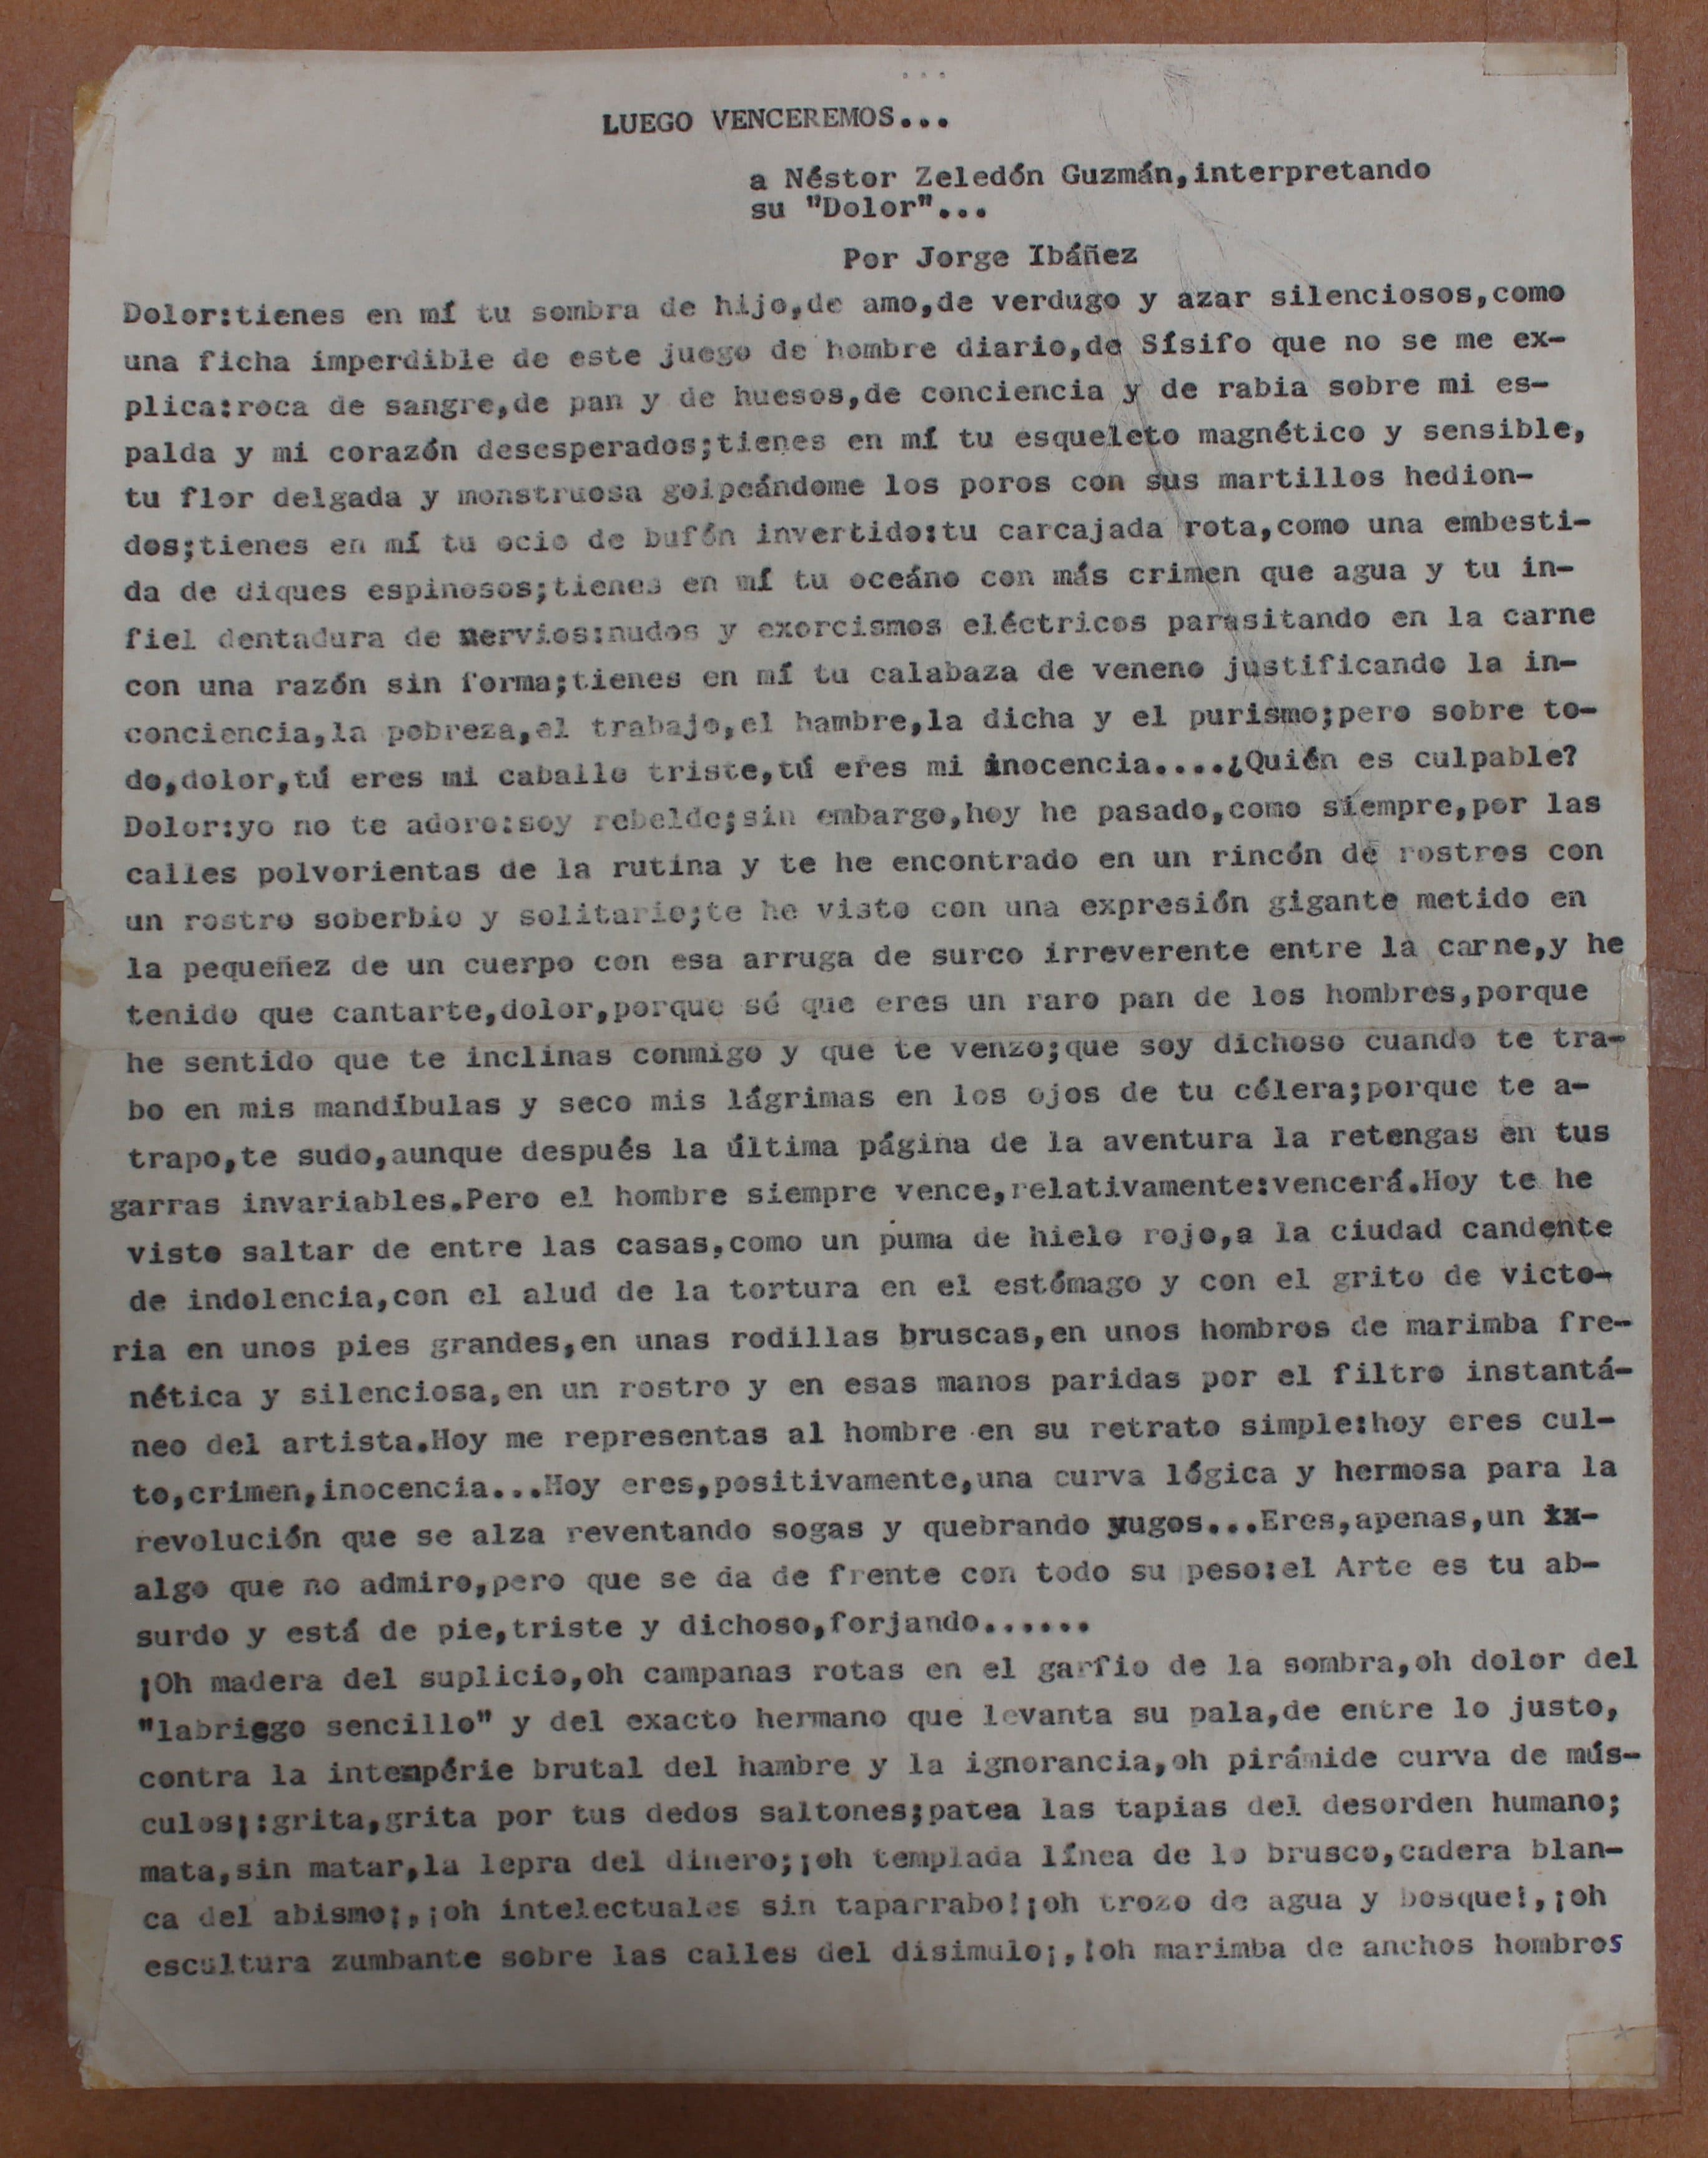 LUEGO VENCEREMOS...
a Néstor Zeledón Guzmán,interpretando
su "Dolor"...
Por Jorge Ibáñez
Dolor:tienes en mí tu sombra de hijo,de amo,de verdugo y azar silenciosos,como
una ficha imperdible de este juego de hombre diario,de Sísifo que no se me ex-
plica:roca de sangre,de pan y de huesos,de conciencia y de rabia sobre mi es-
palda y mi corazón desesperados;tienes en mí tu esqueleto magnético y sensible,
tu flor delgada y monstruosa golpeándome los poros con sus martillos hedion-
dos;tienes en mí tu ocio de bufón invertido:tu carcajada rota,como una embesti-
da de diques espinosos;tienes en mí tu oceáno con más crimen que agua y tu in-
fiel dentadura de nervios:nudos y exorcismos eléctricos parasitando en la carne
con una razón sin forma;tienes en mí tu calabaza de veneno justificando la in-
conciencia,la pobreza,el trabajo,el hambre,la dicha y el purismo;pero sobre to-
do,dolor,tú eres mi caballo triste,tú eres mi inocencia....¿Quién es culpable?
Dolor:yo no te adoro:soy rebelde;sin embargo,hoy he pasado,como siempre,por las
calles polvorientas de la rutina y te he encontrado en un rincón de rostros con
un rostro soberbio y solitario;te he visto con una expresión gigante metido en
la pequeñez de un cuerpo con esa arruga de surco irreverente entre la carne,y he
tenido que cantarte,dolor,porque sé que eres un raro pan de los hombres,porque
he sentido que te inclinas conmigo y que te venzo;que soy dichoso cuando te tra-
bo en mis mandíbulas y seco mis lágrimas en los ojos de tu cólera;porque te a-
trapo,te sudo,aunque después la última página de la aventura la retengas en tus
garras invariables.Pero el hombre siempre vence,relativamente:vencerá.Hoy te he
visto saltar de entre las casas,como un puma de hielo rojo,a la ciudad candente
de indolencia,con el alud de la tortura en el estómago y con el grito de victo-
ria en unos pies grandes,en unas rodillas bruscas,en unos hombros de marimba fre-
nética y silenciosa,en un rostro y en esas manos paridas por el filtro instantá-
neo del artista.Hoy me representas al hombre en su retrato simple:hoy eres cul-
to,crimen,inocencia...Hoy eres,positivamente,una curva lógica y hermosa para la
revolución que se alza reventando sogas y quebrando yugos...Eres,apenas,un xx-
algo que no admiro,pero que se da de frente con todo su peso:el Arte es tu ab-
surdo y está de pie,triste y dichoso,forjando......
¡Oh madera del suplicio,oh campanas rotas en el garfio de la sombra,oh dolor del
"labriego sencillo" y del exacto hermano que levanta su pala,de entre lo justo,
contra la intempérie brutal del hambre y la ignorancia,oh pirámide curva de mús-
culos¡:grita,grita por tus dedos saltones;patea las tapias del desorden humano;
mata,sin matar,la lepra del dinero;¡oh templada línea de lo brusco,cadera blan-
ca del abismo¡,¡oh intelectuales sin taparrabo!¡oh trozo de agua y bosque!,¡oh
escultura zumbante sobre las calles del disimulo¡,!oh marimba de anchos hombros